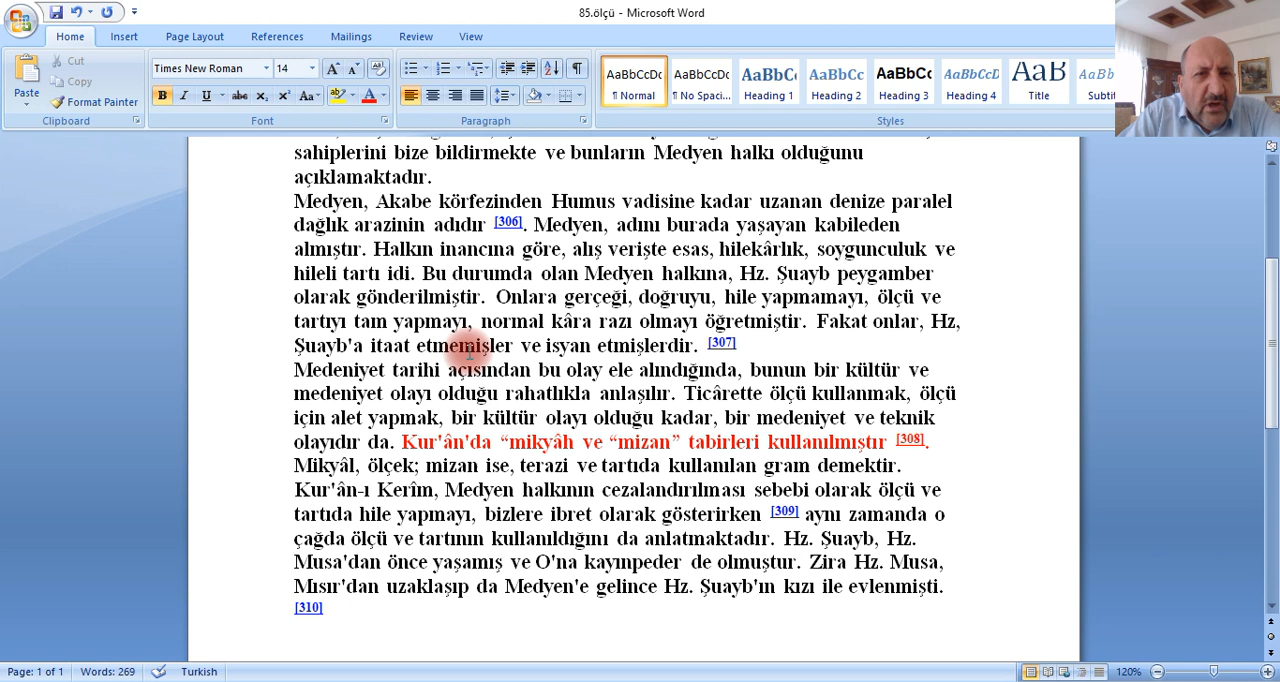 85.ölçü - Microsoft Word
Home Insert Page Layout References Mailings Review View
Paste
Cut
Copy
Format Painter
Clipboard
Times New Roman 14
Font
Paragraph
AaBbCcDc AaBbCcDc AaBbCc AaBbCc AaBbCc AaBbCcD AaB AaBb
¶ Normal ¶ No Spaci... Heading 1 Heading 2 Heading 3 Heading 4 Title Subtit
Styles
sahiplerini bize bildirmekte ve bunların Medyen halkı olduğunu
açıklamaktadır.
Medyen, Akabe körfezinden Humus vadisine kadar uzanan denize paralel
dağlık arazinin adıdır [306]. Medyen, adını burada yaşayan kabileden
almıştır. Halkın inancına göre, alış verişte esas, hilekârlık, soygunculuk ve
hileli tartı idi. Bu durumda olan Medyen halkına, Hz. Şuayb peygamber
olarak gönderilmiştir. Onlara gerçeği, doğruyu, hile yapmamayı, ölçü ve
tartıyı tam yapmayı, normal kâra razı olmayı öğretmiştir. Fakat onlar, Hz,
Şuayb'a itaat etmemişler ve isyan etmişlerdir. [307]
Medeniyet tarihi açısından bu olay ele alındığında, bunun bir kültür ve
medeniyet olayı olduğu rahatlıkla anlaşılır. Ticârette ölçü kullanmak, ölçü
için alet yapmak, bir kültür olayı olduğu kadar, bir medeniyet ve teknik
olayıdır da. Kur'ân'da “mikyâh ve “mizan” tabirleri kullanılmıştır [308].
Mikyâl, ölçek; mizan ise, terazi ve tartıda kullanılan gram demektir.
Kur'ân-ı Kerîm, Medyen halkının cezalandırılması sebebi olarak ölçü ve
tartıda hile yapmayı, bizlere ibret olarak gösterirken [309] aynı zamanda o
çağda ölçü ve tartının kullanıldığını da anlatmaktadır. Hz. Şuayb, Hz.
Musa'dan önce yaşamış ve O'na kayınpeder de olmuştur. Zira Hz. Musa,
Mısır'dan uzaklaşıp da Medyen'e gelince Hz. Şuayb'ın kızı ile evlenmişti.
[310]
Page: 1 of 1 Words: 269 Turkish 120%